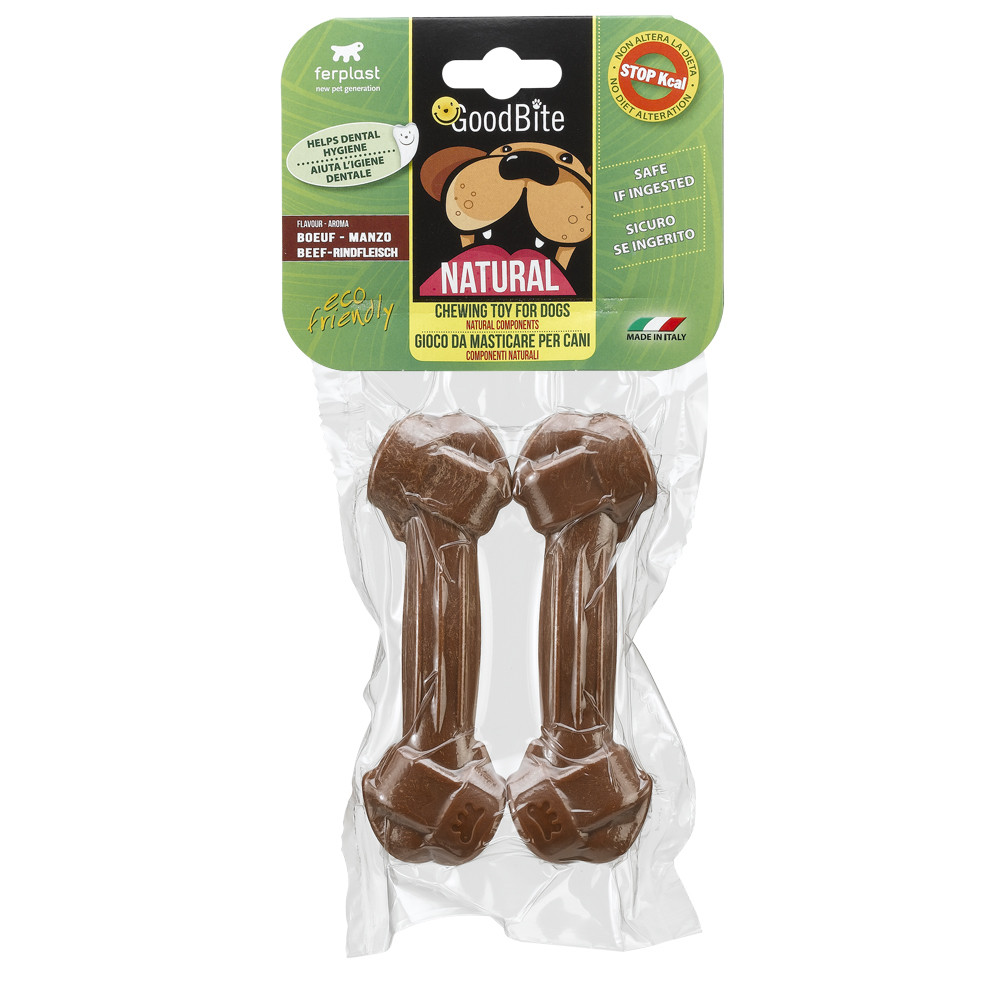 ferplast
new pet generation
GoodBite
NON ALTERA LA DIETA
STOP Kcal
NO DIET ALTERATION
HELPS DENTAL
HYGIENE
AIUTA L'IGIENE
DENTALE
SAFE
IF INGESTED
SICURO
SE INGERITO
FLAVOUR - AROMA
BOEUF - MANZO
BEEF-RINDFLEISCH
eco
friendly
NATURAL
CHEWING TOY FOR DOGS
NATURAL COMPONENTS
GIOCO DA MASTICARE PER CANI
COMPONENTI NATURALI
MADE IN ITALY